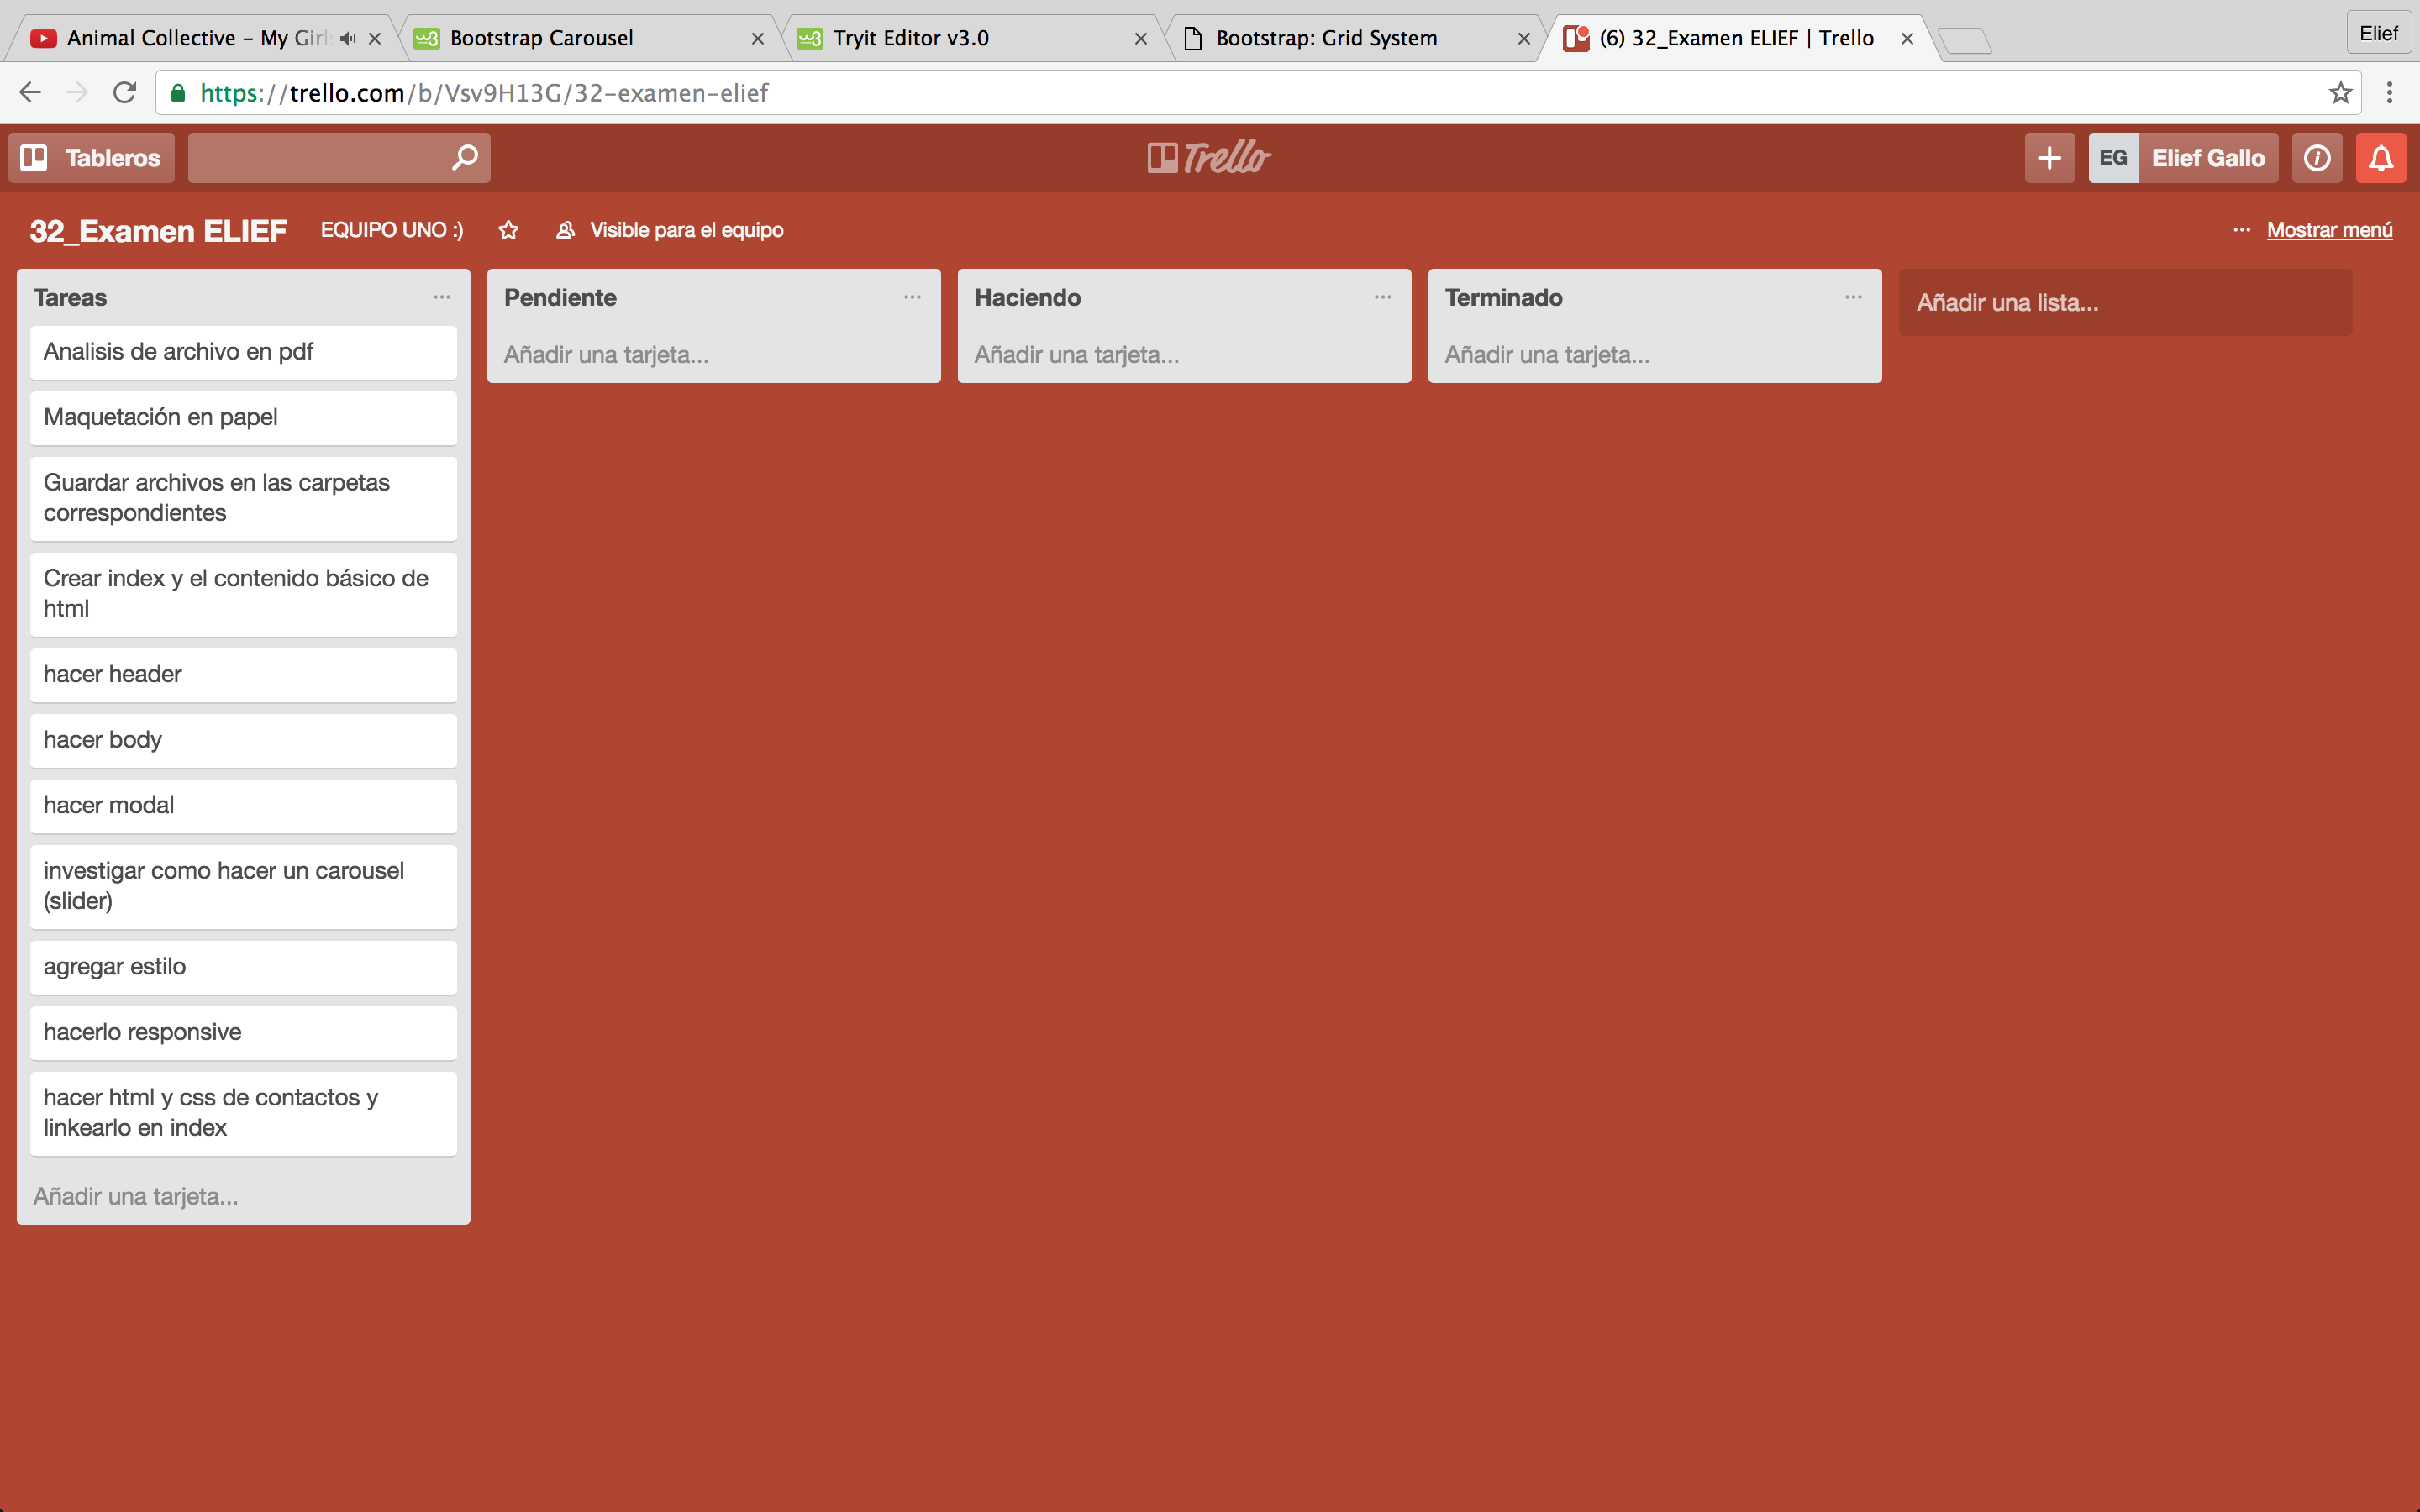 Animal Collective – My Girls
Bootstrap Carousel
Tryit Editor v3.0
Bootstrap: Grid System
(6) 32_Examen ELIEF | Trello
Elief
https://trello.com/b/Vsv9H13G/32-examen-elief
Tableros
Trello
EG
Elief Gallo
32_Examen ELIEF
EQUIPO UNO :)
Visible para el equipo
... Mostrar menú
Tareas
Analisis de archivo en pdf
Maquetación en papel
Guardar archivos en las carpetas
correspondientes
Crear index y el contenido básico de
html
hacer header
hacer body
hacer modal
investigar como hacer un carousel
(slider)
agregar estilo
hacerlo responsive
hacer html y css de contactos y
linkearlo en index
Añadir una tarjeta...
Pendiente
Añadir una tarjeta...
Haciendo
Añadir una tarjeta...
Terminado
Añadir una tarjeta...
Añadir una lista...